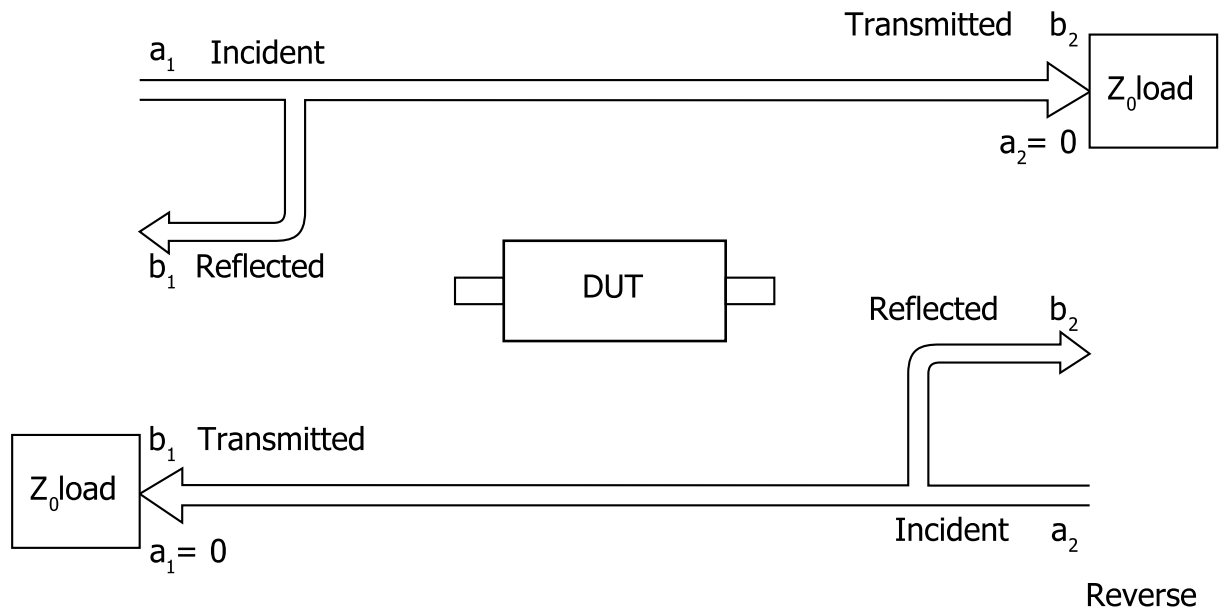 Transmitted b₂
a₁ Incident
Z₀load
a₂= 0
b₁ Reflected
DUT
Reflected b₂
b₁ Transmitted
Z₀load
Incident a₂
a₁= 0
Reverse